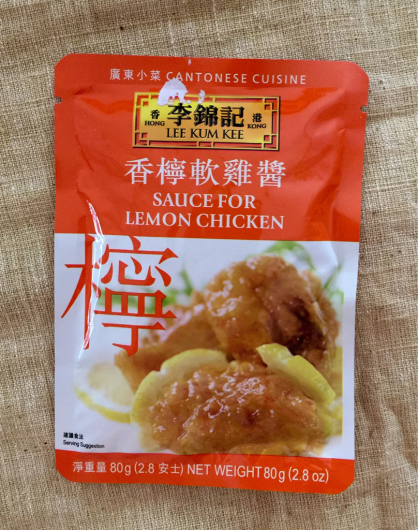 廣東小菜 CANTONESE CUISINE
香 李錦記 港
HONG LEE KUM KEE KONG
香檸軟雞醬
SAUCE FOR
LEMON CHICKEN
檸
建議食法
Serving Suggestion
淨重量 80g (2.8 安士) NET WEIGHT 80g (2.8 oz)